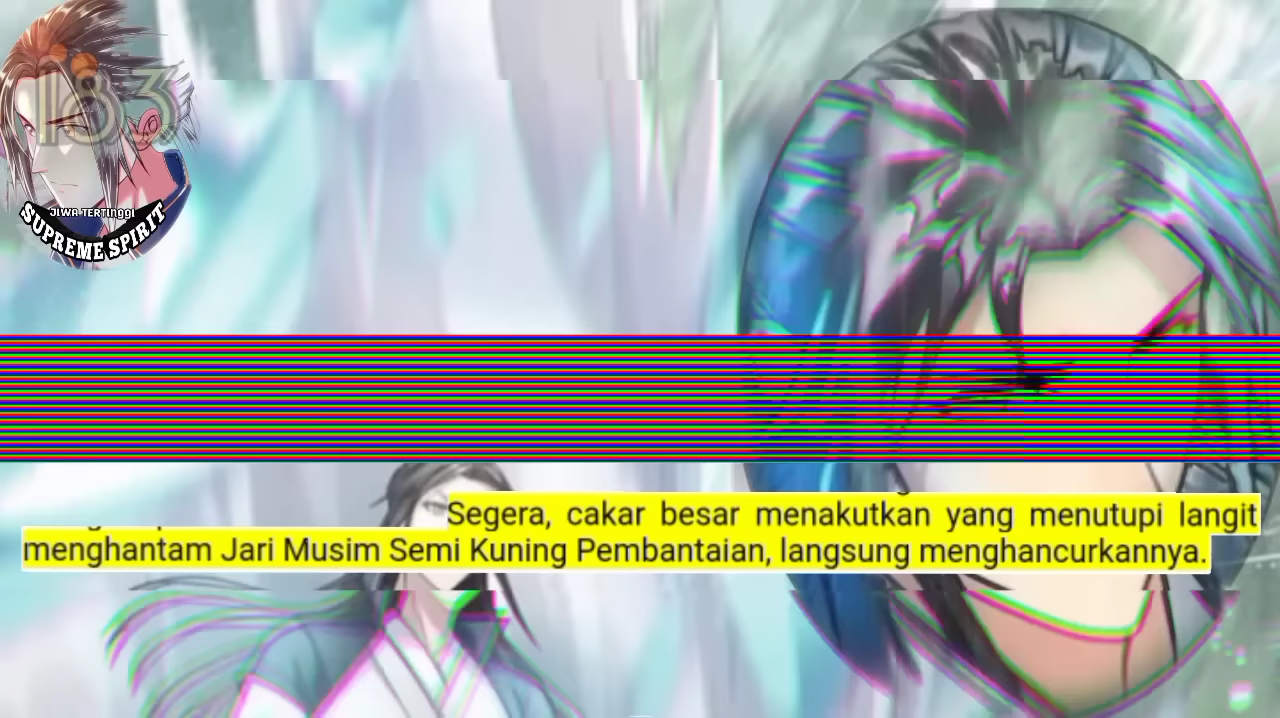 183
JIWA TERTINGGI
SUPREME SPIRIT
Segera, cakar besar menakutkan yang menutupi langit
menghantam Jari Musim Semi Kuning Pembantaian, langsung menghancurkannya.